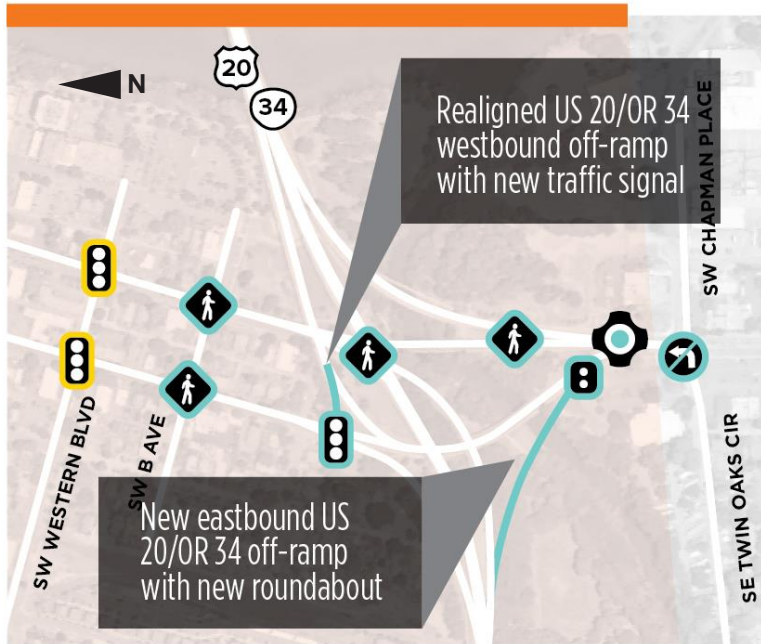 20
34
N
Realigned US 20/OR 34
westbound off-ramp
with new traffic signal
SW CHAPMAN PLACE
SW WESTERN BLVD
SW B AVE
New eastbound US
20/OR 34 off-ramp
with new roundabout
SE TWIN OAKS CIR